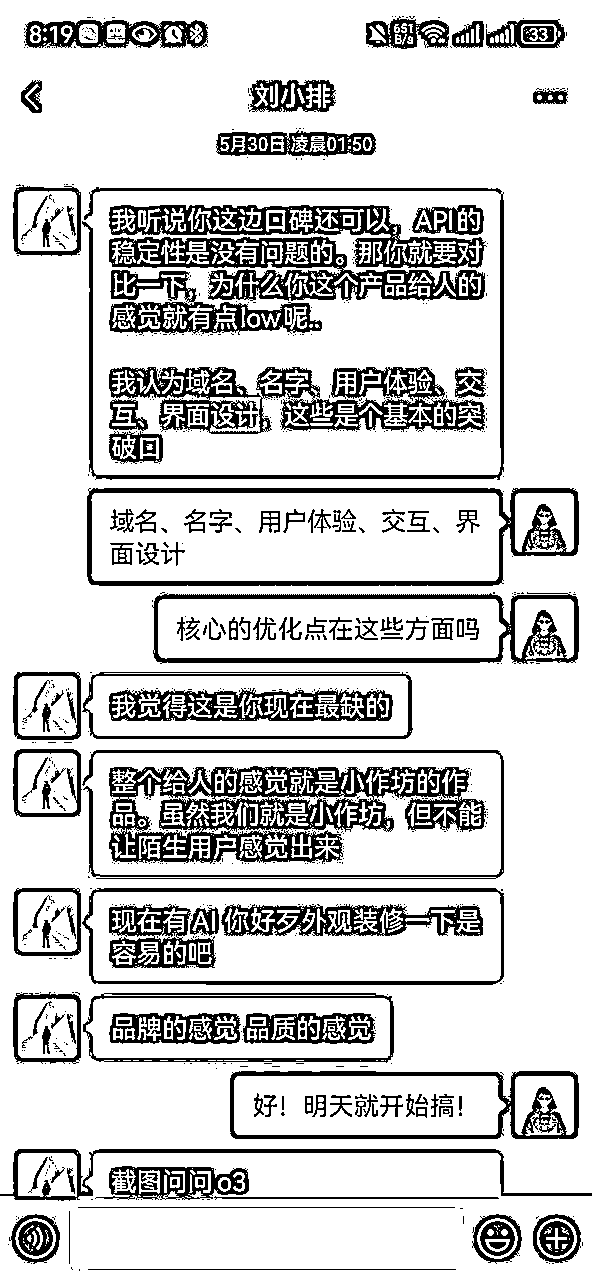 8:19
651
B/s
33
刘小排
5月30日 凌晨01:50
我听说你这边口碑还可以，API的
稳定性是没有问题的。那你就要对
比一下，为什么你这个产品给人的
感觉就有点low呢..
我认为域名、名字、用户体验、交
互、界面设计，这些是个基本的突
破口
域名、名字、用户体验、交互、界
面设计
核心的优化点在这些方面吗
我觉得这是你现在最缺的
整个给人的感觉就是小作坊的作
品。虽然我们就是小作坊，但不能
让陌生用户感觉出来
现在有AI 你好歹外观装修一下是
容易的吧
品牌的感觉 品质的感觉
好！明天就开始搞！
截图问问o3